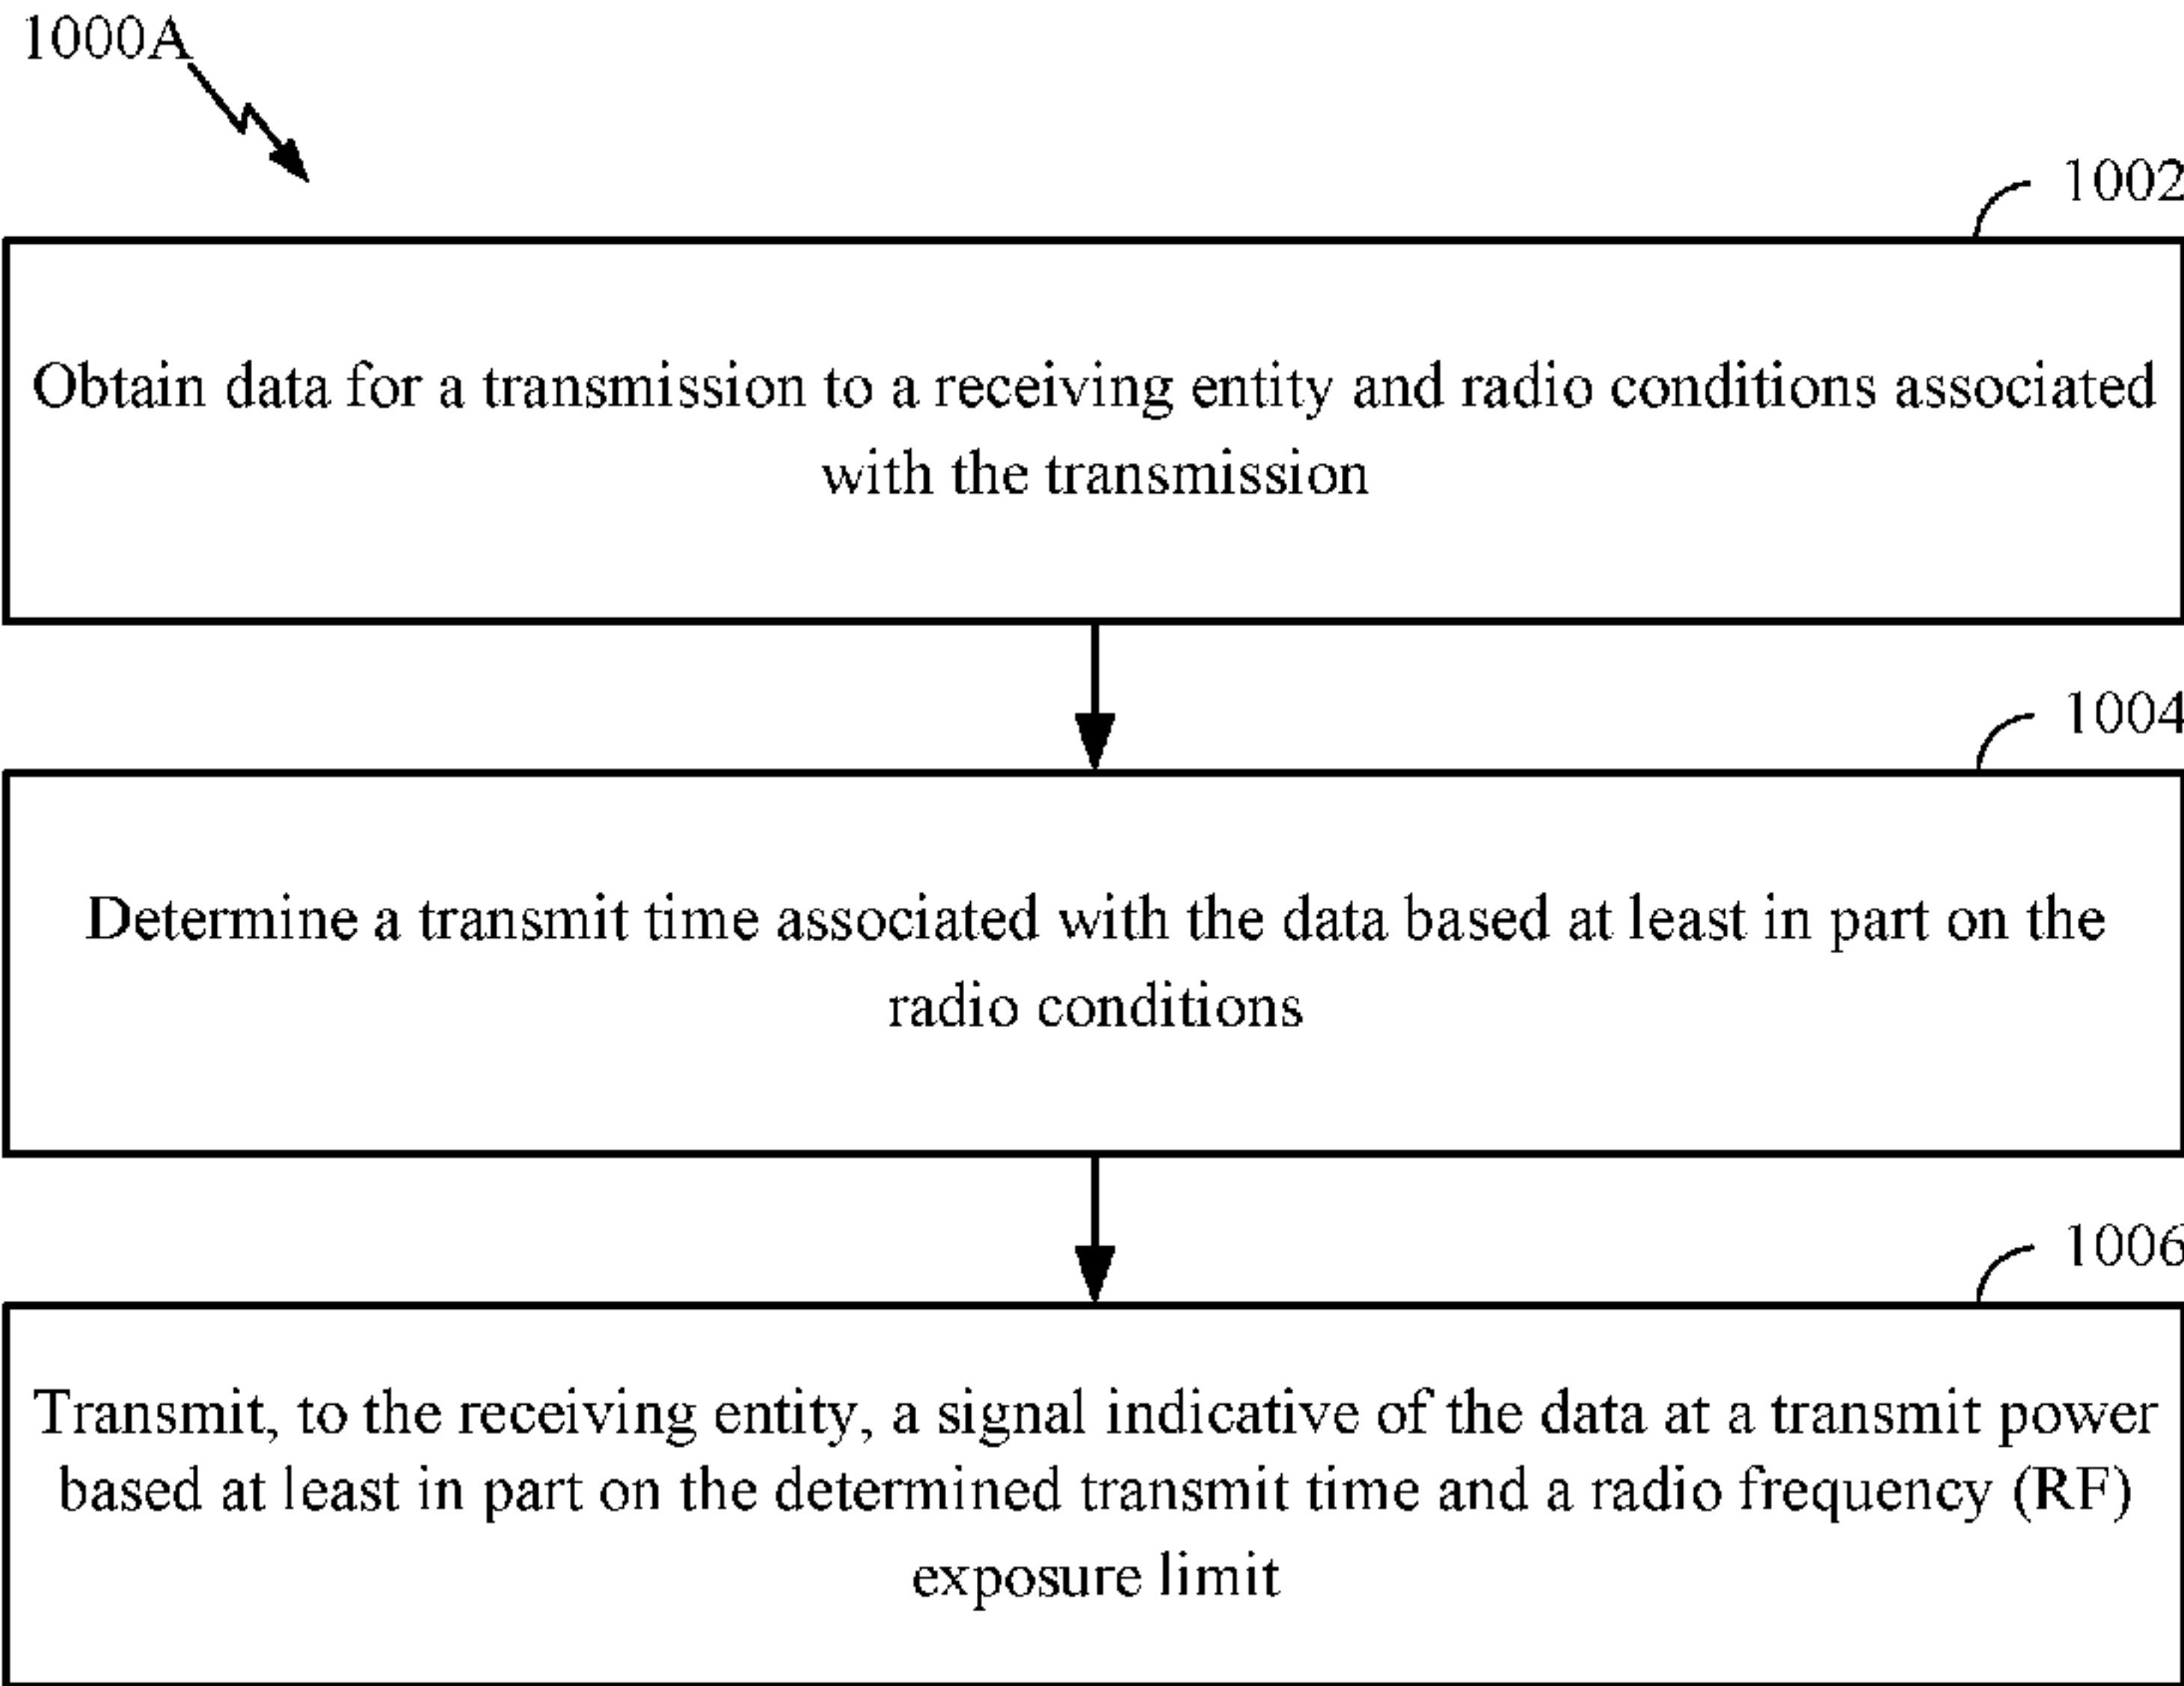 1000A
1002
Obtain data for a transmission to a receiving entity and radio conditions associated
with the transmission
1004
Determine a transmit time associated with the data based at least in part on the
radio conditions
1006
Transmit, to the receiving entity, a signal indicative of the data at a transmit power
based at least in part on the determined transmit time and a radio frequency (RF)
exposure limit